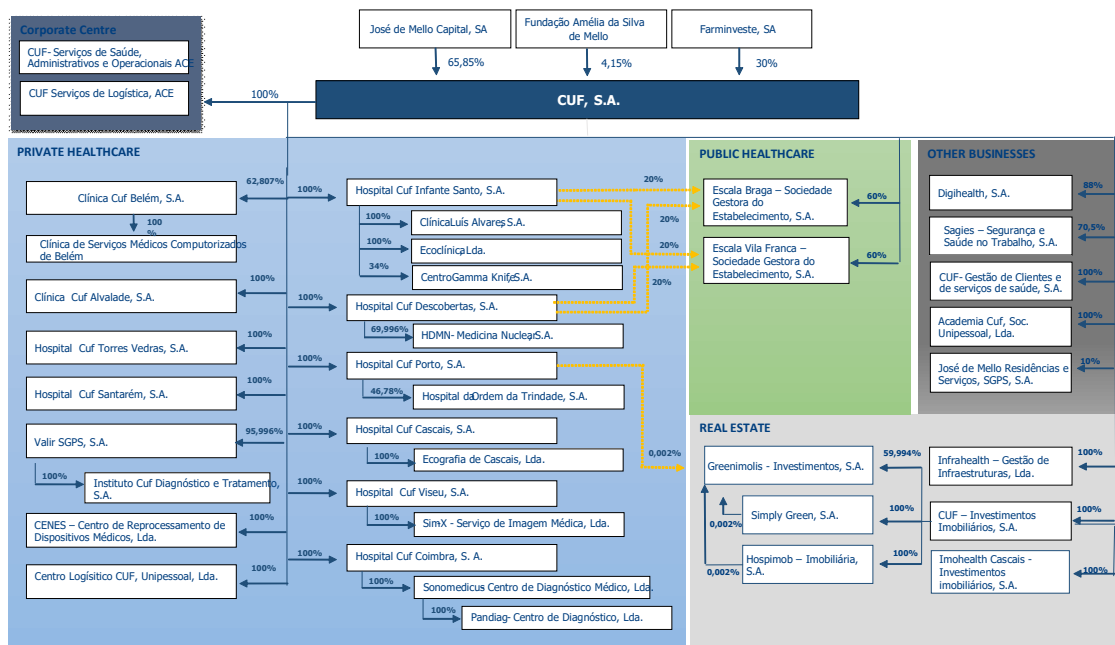 Corporate Centre
CUF- Serviços de Saúde,
Administrativos e Operacionais ACE
CUF Serviços de Logística, ACE
José de Mello Capital, SA
Fundação Amélia da Silva
de Mello
Farminveste, SA
65,85%
4,15%
30%
100%
CUF, S.A.
PRIVATE HEALTHCARE
62,807%
Clínica Cuf Belém, S.A.
100
%
Clínica de Serviços Médicos Computorizados
de Belém
100%
Clínica Cuf Alvalade, S.A.
100%
Hospital Cuf Torres Vedras, S.A.
100%
Hospital Cuf Santarém, S.A.
95,996%
Valir SGPS, S.A.
100%
Instituto Cuf Diagnóstico e Tratamento,
S.A.
CENES – Centro de Reprocessamento de
Dispositivos Médicos, Lda.
100%
Centro Logísitico CUF, Unipessoal, Lda.
100%
100%
Hospital Cuf Infante Santo, S.A.
100%
ClínicaLuís Alvares, S.A.
100%
Ecoclínica, Lda.
34%
CentroGamma Knife, S.A.
100%
Hospital Cuf Descobertas, S.A.
69,996%
HDMN- Medicina Nuclear, S.A.
100%
Hospital Cuf Porto, S.A.
46,78%
Hospital da Ordem da Trindade, S.A.
100%
Hospital Cuf Cascais, S.A.
100%
Ecografia de Cascais, Lda.
100%
Hospital Cuf Viseu, S.A.
100%
SimX - Serviço de Imagem Médica, Lda.
100%
Hospital Cuf Coimbra, S. A.
100%
Sonomedicus- Centro de Diagnóstico Médico, Lda.
100%
Pandiag- Centro de Diagnóstico, Lda.
20%
20%
20%
20%
0,002%
PUBLIC HEALTHCARE
Escala Braga – Sociedade
Gestora do
Estabelecimento, S.A.
60%
Escala Vila Franca –
Sociedade Gestora do
Estabelecimento, S.A.
60%
OTHER BUSINESSES
Digihealth, S.A.
88%
Sagies – Segurança e
Saúde no Trabalho, S.A.
70,5%
CUF- Gestão de Clientes e
de serviços de saúde, S.A.
100%
Academia Cuf, Soc.
Unipessoal, Lda.
100%
José de Mello Residências e
Serviços, SGPS, S.A.
10%
REAL ESTATE
Greenimolis - Investimentos, S.A.
59,994%
Infrahealth – Gestão de
Infraestruturas, Lda.
100%
0,002%
Simply Green, S.A.
100%
CUF – Investimentos
Imobiliários, S.A.
100%
0,002%
Hospimob – Imobiliária,
S.A.
100%
Imohealth Cascais -
Investimentos
imobiliários, S.A.
100%